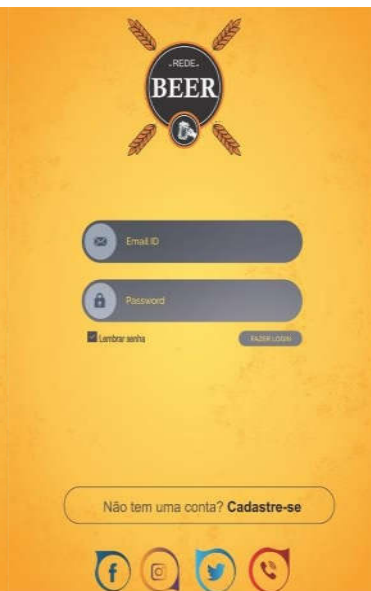 -REDE-
BEER
Email ID
Password
Lembrar senha
FAZER LOGIN
Não tem uma conta? Cadastre-se